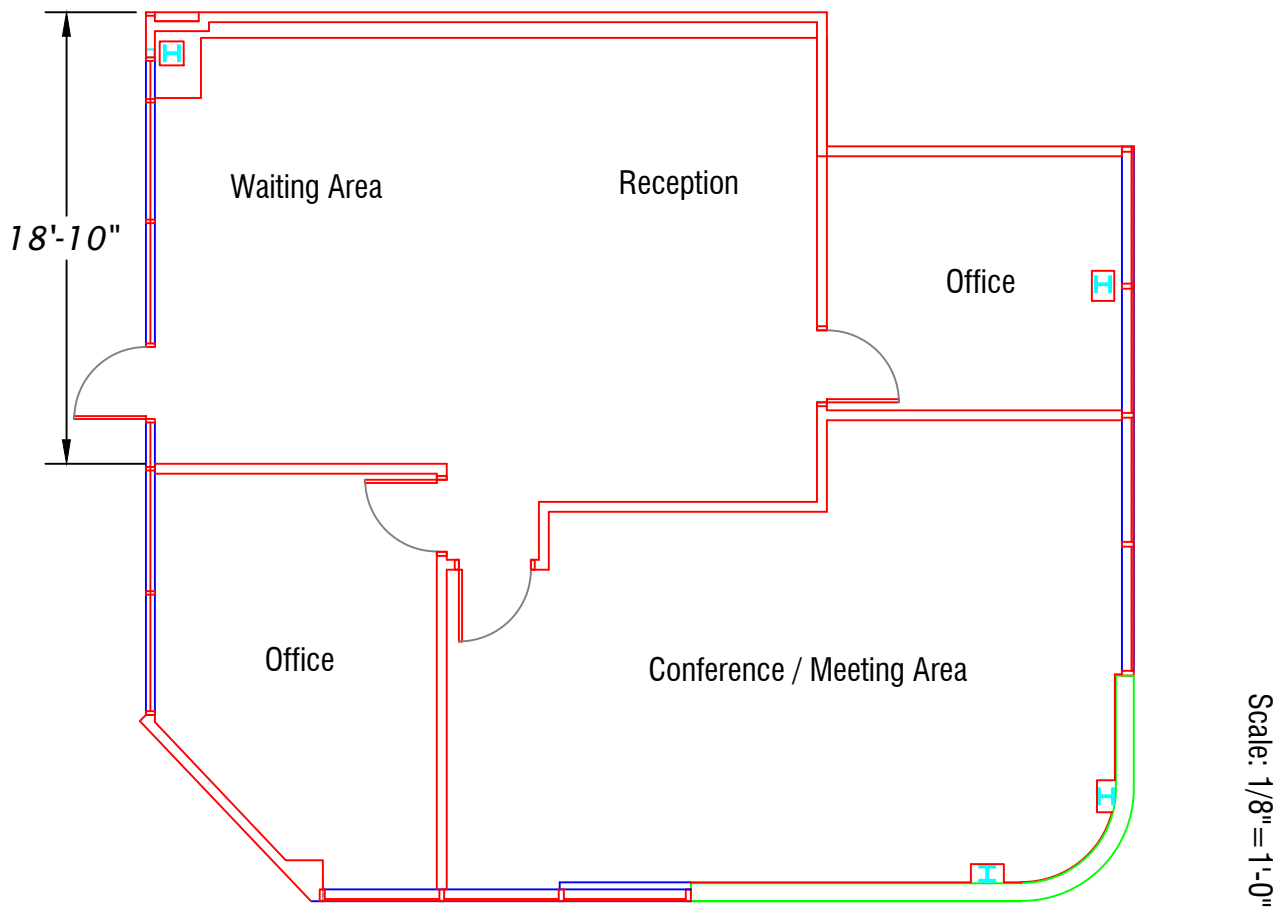 Waiting Area
Reception
18'-10"
Office
Office
Conference / Meeting Area
Scale: 1/8"=1'-0"